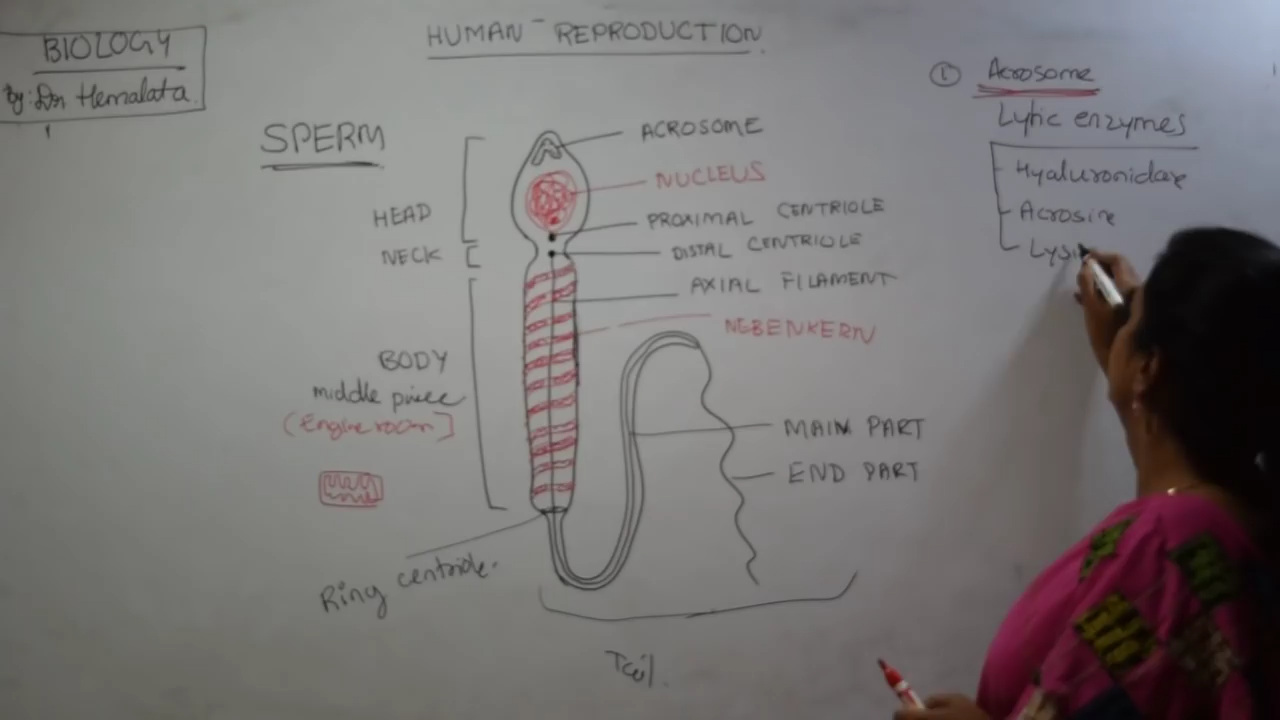 BIOLOGY
By: Dr Hemalata
HUMAN REPRODUCTION
SPERM
HEAD
NECK
BODY
middle piece
(Engine room)
Ring centriole
ACROSOME
NUCLEUS
PROXIMAL CENTRIOLE
DISTAL CENTRIOLE
AXIAL FILAMENT
NEBENKERN
MAIN PART
END PART
Tail.
① Acrosome
Lytic enzymes
Hyaluronidase
Acrosin
Lysi